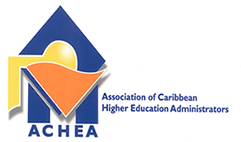 Association of Caribbean
Higher Education Administrators
ACHEA